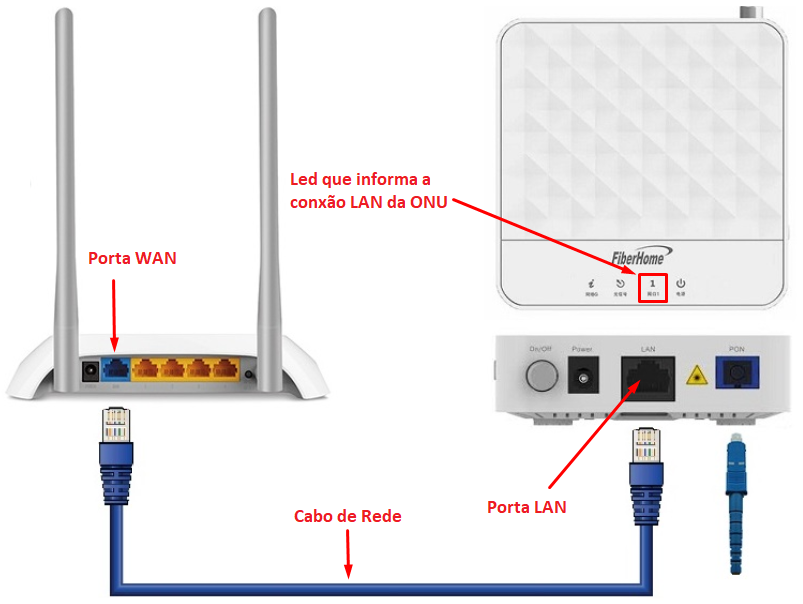 Led que informa a
conxão LAN da ONU
Porta WAN
FiberHome
1
On/Off
Power
LAN
PON
Porta LAN
Cabo de Rede